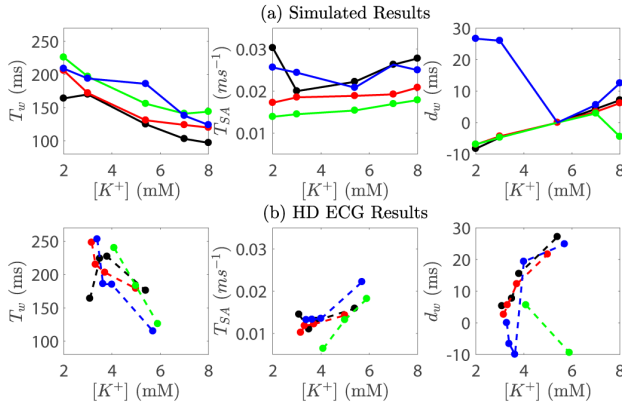 (a) Simulated Results
250
200
150
100
T_w (ms)
2 4 6 8
[K^+] (mM)
0.04
0.03
0.02
0.01
T_SA (ms^−1)
2 4 6 8
[K^+] (mM)
30
20
10
0
-10
d_w (ms)
2 4 6 8
[K^+] (mM)
(b) HD ECG Results
250
200
150
100
T_w (ms)
2 4 6 8
[K^+] (mM)
0.04
0.03
0.02
0.01
T_SA (ms^−1)
2 4 6 8
[K^+] (mM)
30
20
10
0
-10
d_w (ms)
2 4 6 8
[K^+] (mM)